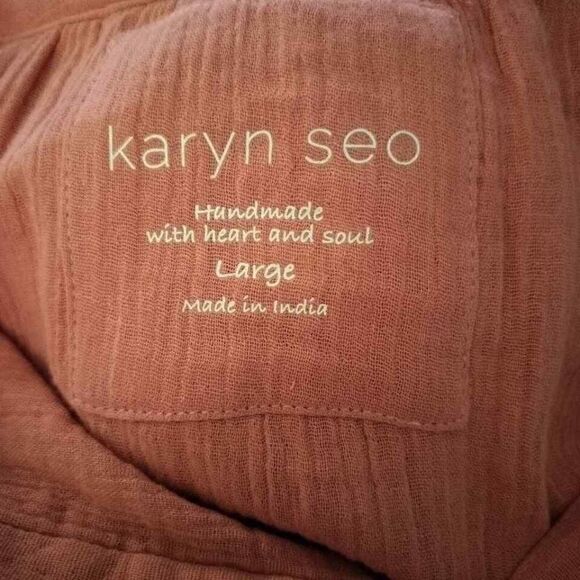 karyn seo
Handmade
with heart and soul
Large
Made in India